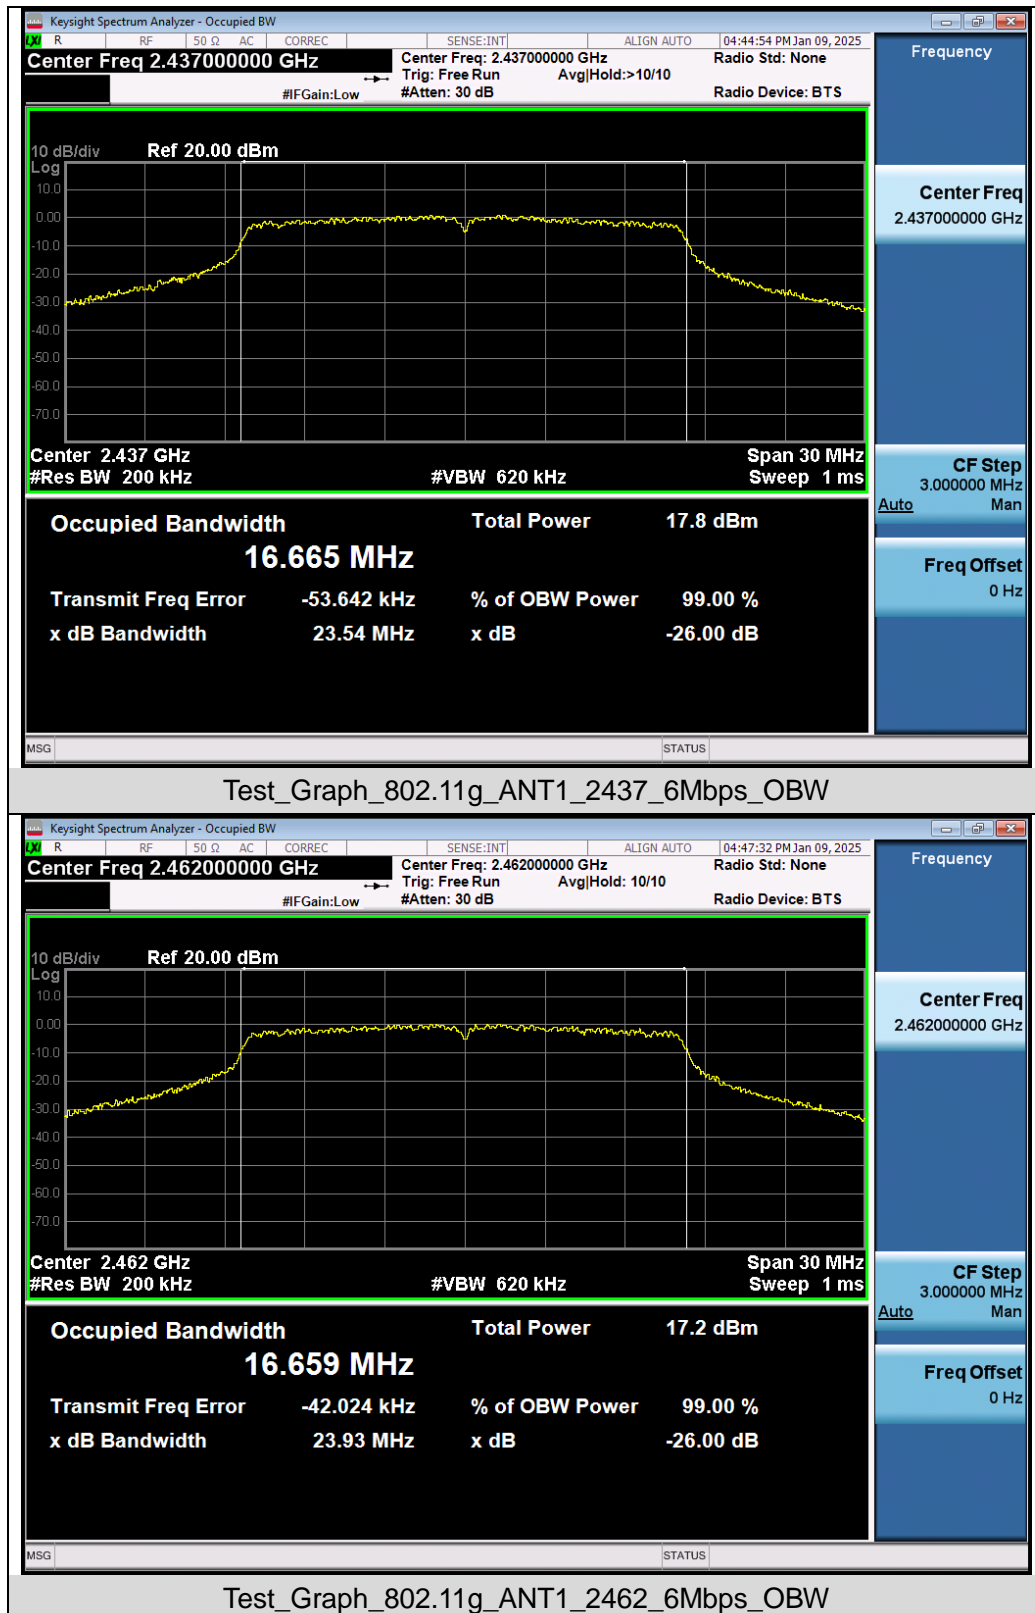 Keysight Spectrum Analyzer - Occupied BW
LXI R RF 50 Ω AC CORREC SENSE:INT ALIGN AUTO 04:44:54 PM Jan 09, 2025
Center Freq 2.437000000 GHz
Center Freq: 2.437000000 GHz
Radio Std: None
Trig: Free Run Avg|Hold:>10/10
#IFGain:Low
#Atten: 30 dB
Radio Device: BTS
10 dB/div Ref 20.00 dBm
Log
10.0
0.00
-10.0
-20.0
-30.0
-40.0
-50.0
-60.0
-70.0
Center 2.437 GHz Span 30 MHz
#Res BW 200 kHz #VBW 620 kHz Sweep 1 ms
Occupied Bandwidth Total Power 17.8 dBm
16.665 MHz
Transmit Freq Error -53.642 kHz % of OBW Power 99.00 %
x dB Bandwidth 23.54 MHz x dB -26.00 dB
MSG STATUS
Frequency
Center Freq
2.437000000 GHz
CF Step
3.000000 MHz
Auto Man
Freq Offset
0 Hz
Test_Graph_802.11g_ANT1_2437_6Mbps_OBW
Keysight Spectrum Analyzer - Occupied BW
LXI R RF 50 Ω AC CORREC SENSE:INT ALIGN AUTO 04:47:32 PM Jan 09, 2025
Center Freq 2.462000000 GHz
Center Freq: 2.462000000 GHz
Radio Std: None
Trig: Free Run Avg|Hold: 10/10
#IFGain:Low
#Atten: 30 dB
Radio Device: BTS
10 dB/div Ref 20.00 dBm
Log
10.0
0.00
-10.0
-20.0
-30.0
-40.0
-50.0
-60.0
-70.0
Center 2.462 GHz Span 30 MHz
#Res BW 200 kHz #VBW 620 kHz Sweep 1 ms
Occupied Bandwidth Total Power 17.2 dBm
16.659 MHz
Transmit Freq Error -42.024 kHz % of OBW Power 99.00 %
x dB Bandwidth 23.93 MHz x dB -26.00 dB
MSG STATUS
Frequency
Center Freq
2.462000000 GHz
CF Step
3.000000 MHz
Auto Man
Freq Offset
0 Hz
Test_Graph_802.11g_ANT1_2462_6Mbps_OBW